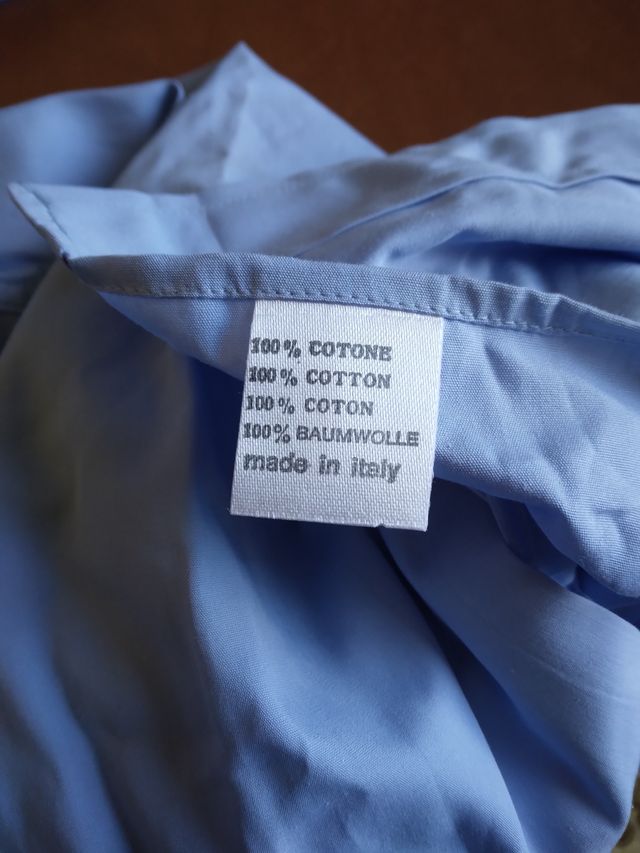 100% COTONE
100% COTTON
100% COTON
100% BAUMWOLLE
made in italy